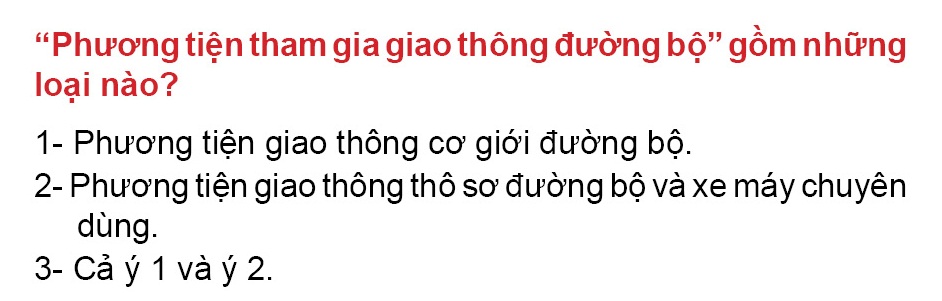 “Phương tiện tham gia giao thông đường bộ” gồm những
loại nào?
1- Phương tiện giao thông cơ giới đường bộ.
2- Phương tiện giao thông thô sơ đường bộ và xe máy chuyên
dùng.
3- Cả ý 1 và ý 2.